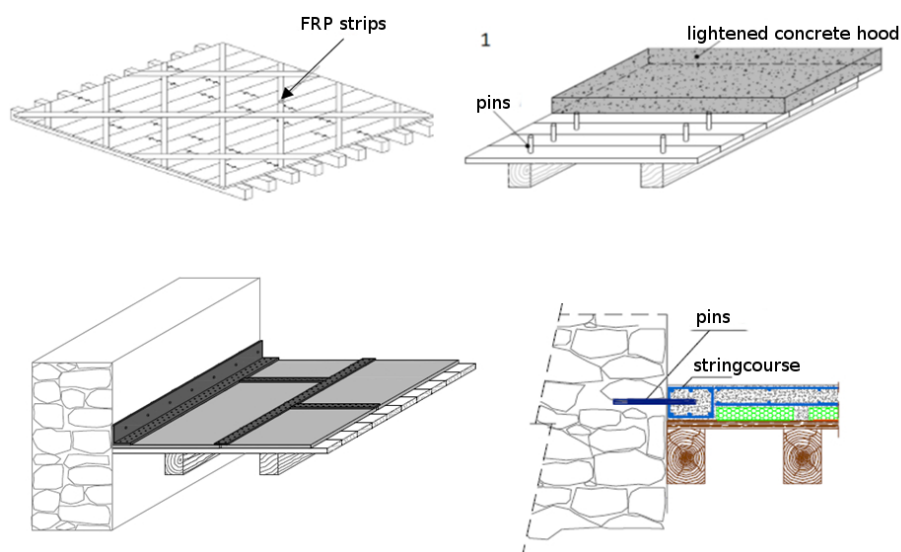 FRP strips
1
lightened concrete hood
pins
pins
stringcourse